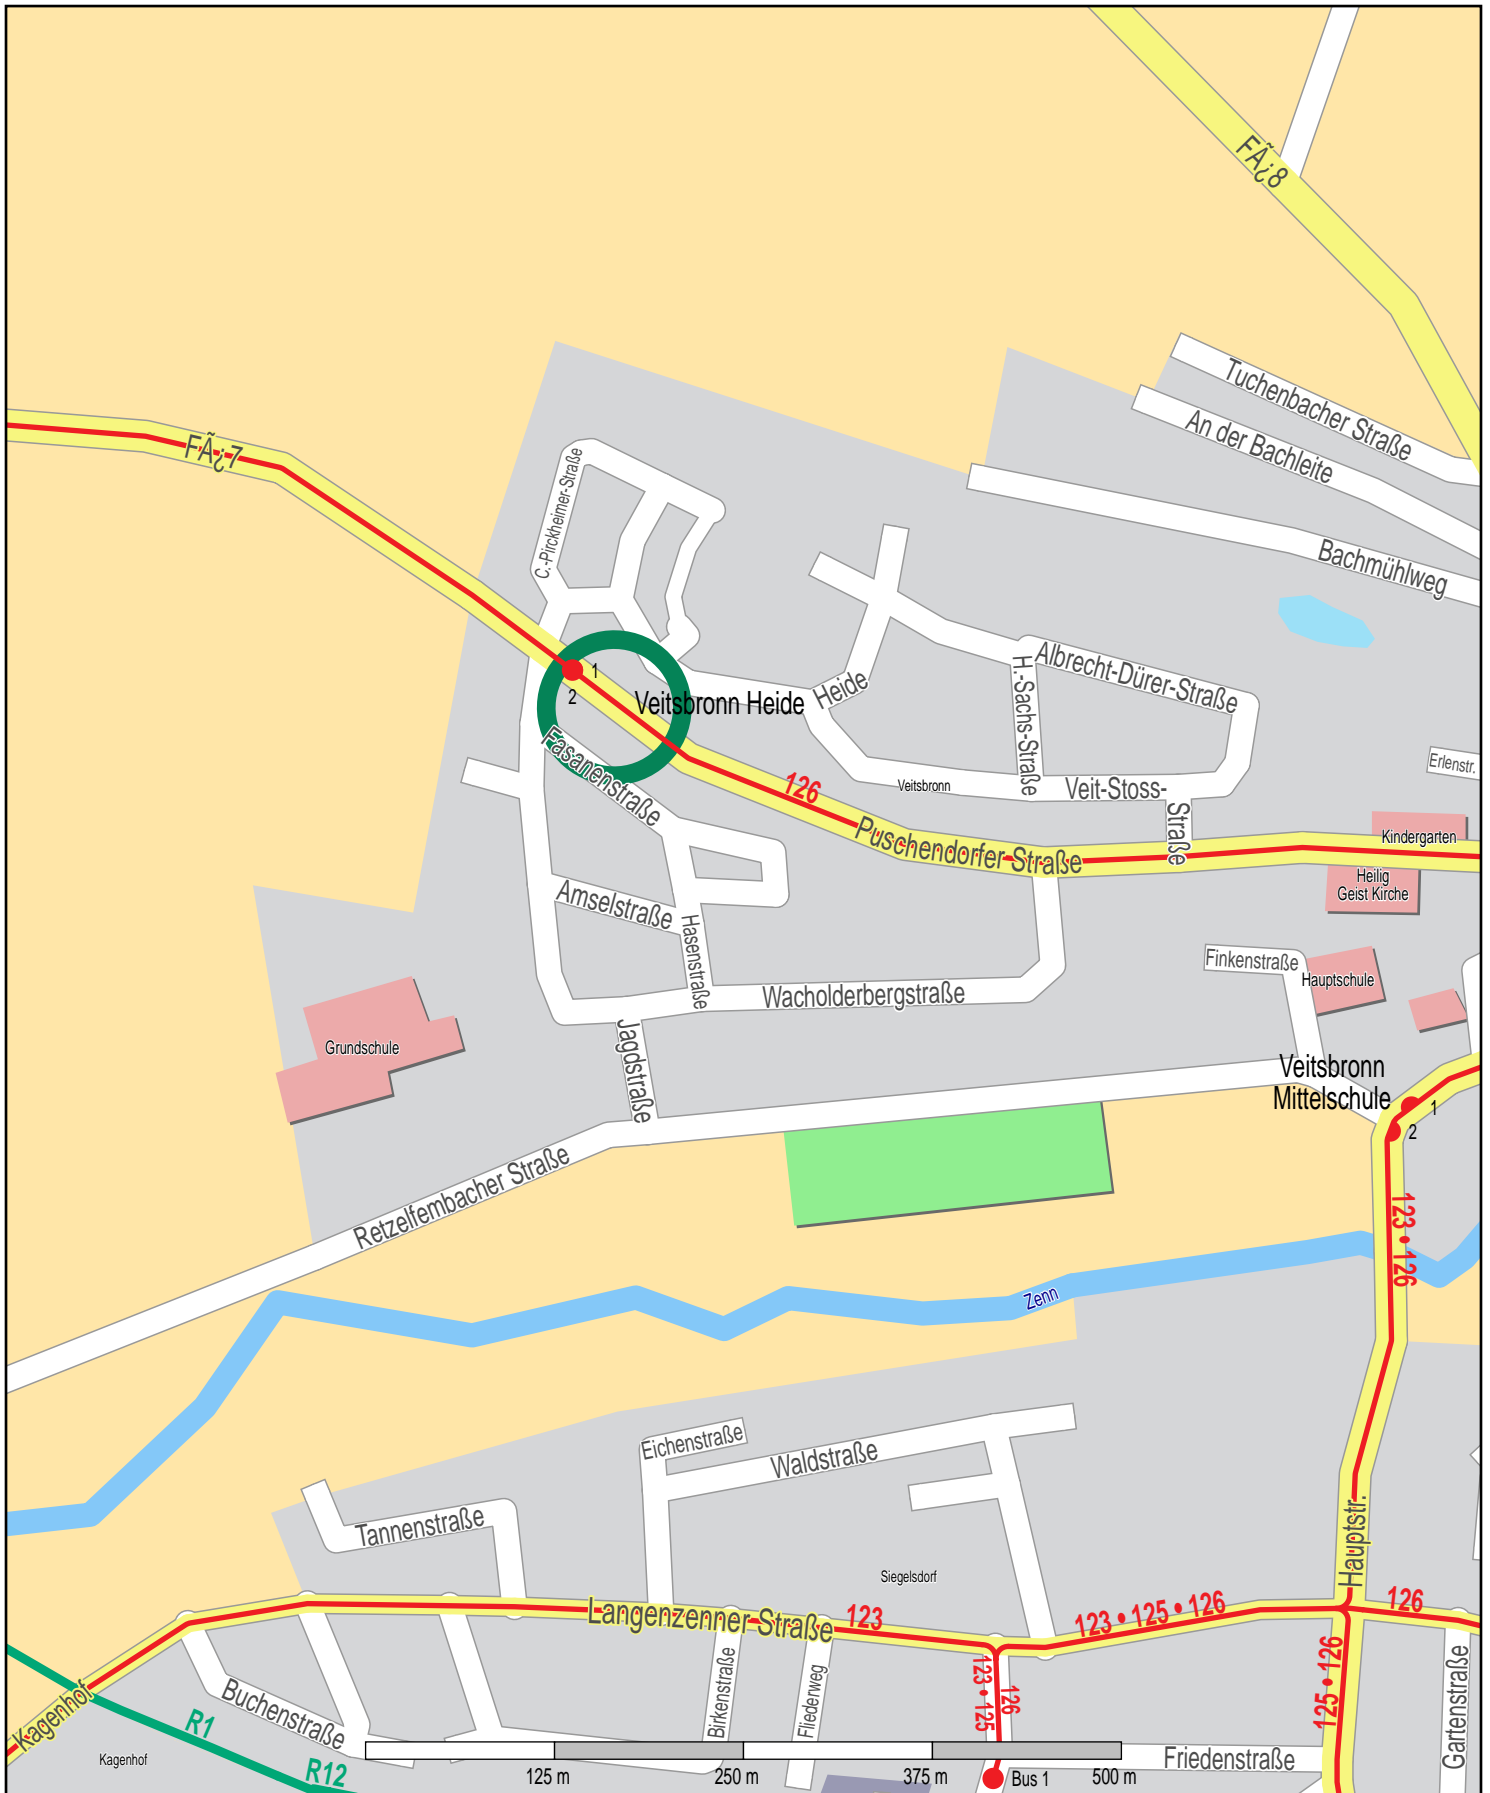 FÃ¿8
Tuchenbacher Straße
An der Bachleite
FÃ¿7
C.-Pirckheimer-Straße
Bachmühlweg
1
2
Veitsbronn Heide
Heide
Albrecht-Dürer-Straße
H.-Sachs-Straße
Fasanenstraße
126
Veitsbronn
Veit-Stoss-
Straße
Erlenstr.
Puschendorfer Straße
Kindergarten
Heilig
Geist Kirche
Amselstraße
Hasenstraße
Finkenstraße
Hauptschule
Wacholderbergstraße
Grundschule
Jagdstraße
Veitsbronn
Mittelschule
1
2
Retzelfembacher Straße
123 • 126
Zenn
Eichenstraße
Waldstraße
Tannenstraße
Hauptstr.
Siegelsdorf
Langenzenner Straße
123
123 • 125 • 126
126
123 • 125
126
125 • 126
Kagenhof
Buchenstraße
Birkenstraße
Fliederweg
Gartenstraße
R1
Kagenhof
R12
Friedenstraße
125 m
250 m
375 m
Bus 1
500 m